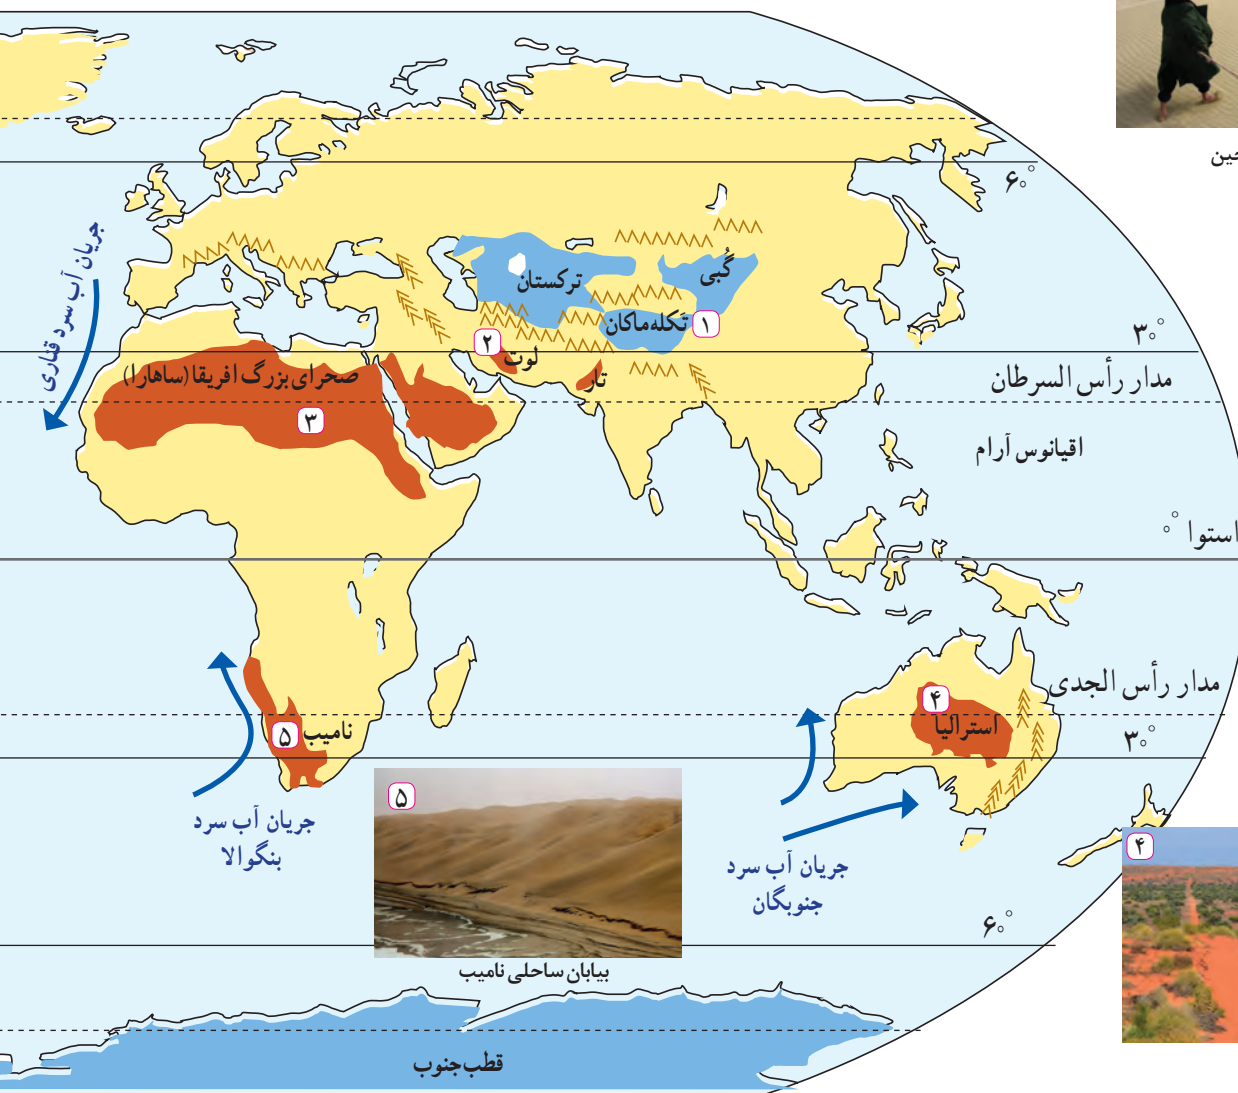 چین
۶۰°
جریان آب سرد قناری
گُبی
ترکستان
۱
تکله‌ماکان
۳۰°
۲
لوت
مدار رأس السرطان
تار
صحرای بزرگ افریقا (ساهارا)
۳
اقیانوس آرام
استوا ۰°
مدار رأس الجدی
۴
استرالیا
۳۰°
نامیب
۵
۵
جریان آب سرد
بنگوالا
جریان آب سرد
جنوبگان
۴
۶۰°
بیابان ساحلی نامیب
قطب جنوب